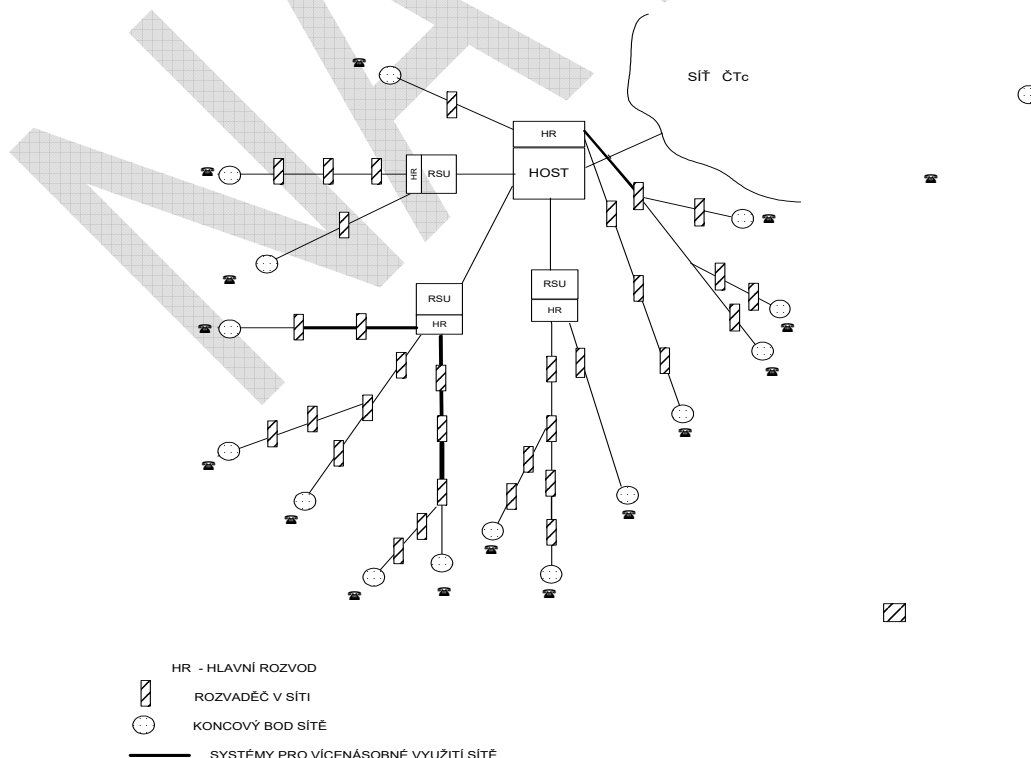 SÍŤ ČTc
HR
HOST
HR RSU
RSU
HR
RSU
HR
HR - HLAVNÍ ROZVOD
ROZVADĚČ V SÍTI
KONCOVÝ BOD SÍTĚ
SYSTÉMY PRO VÍCENÁSOBNÉ VYUŽITÍ SÍTĚ